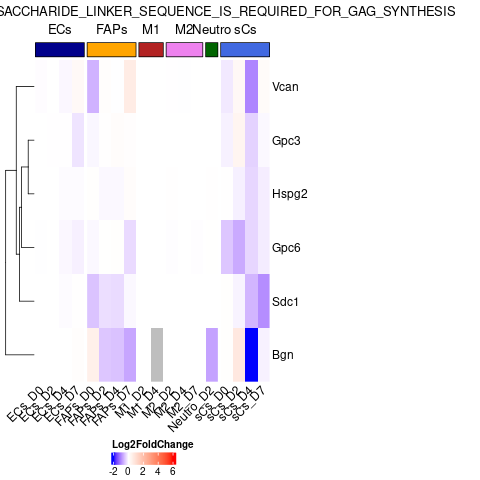 SACCHARIDE_LINKER_SEQUENCE_IS_REQUIRED_FOR_GAG_SYNTHESIS
ECs FAPs M1 M2 Neutro sCs
Vcan
Gpc3
Hspg2
Gpc6
Sdc1
Bgn
ECs_D0
ECs_D2
ECs_D4
ECs_D7
FAPs_D0
FAPs_D2
FAPs_D4
FAPs_D7
M1_D2
M1_D4
M2_D2
M2_D4
M2_D7
Neutro_D2
sCs_D0
sCs_D2
sCs_D4
sCs_D7
Log2FoldChange
-2 0 2 4 6